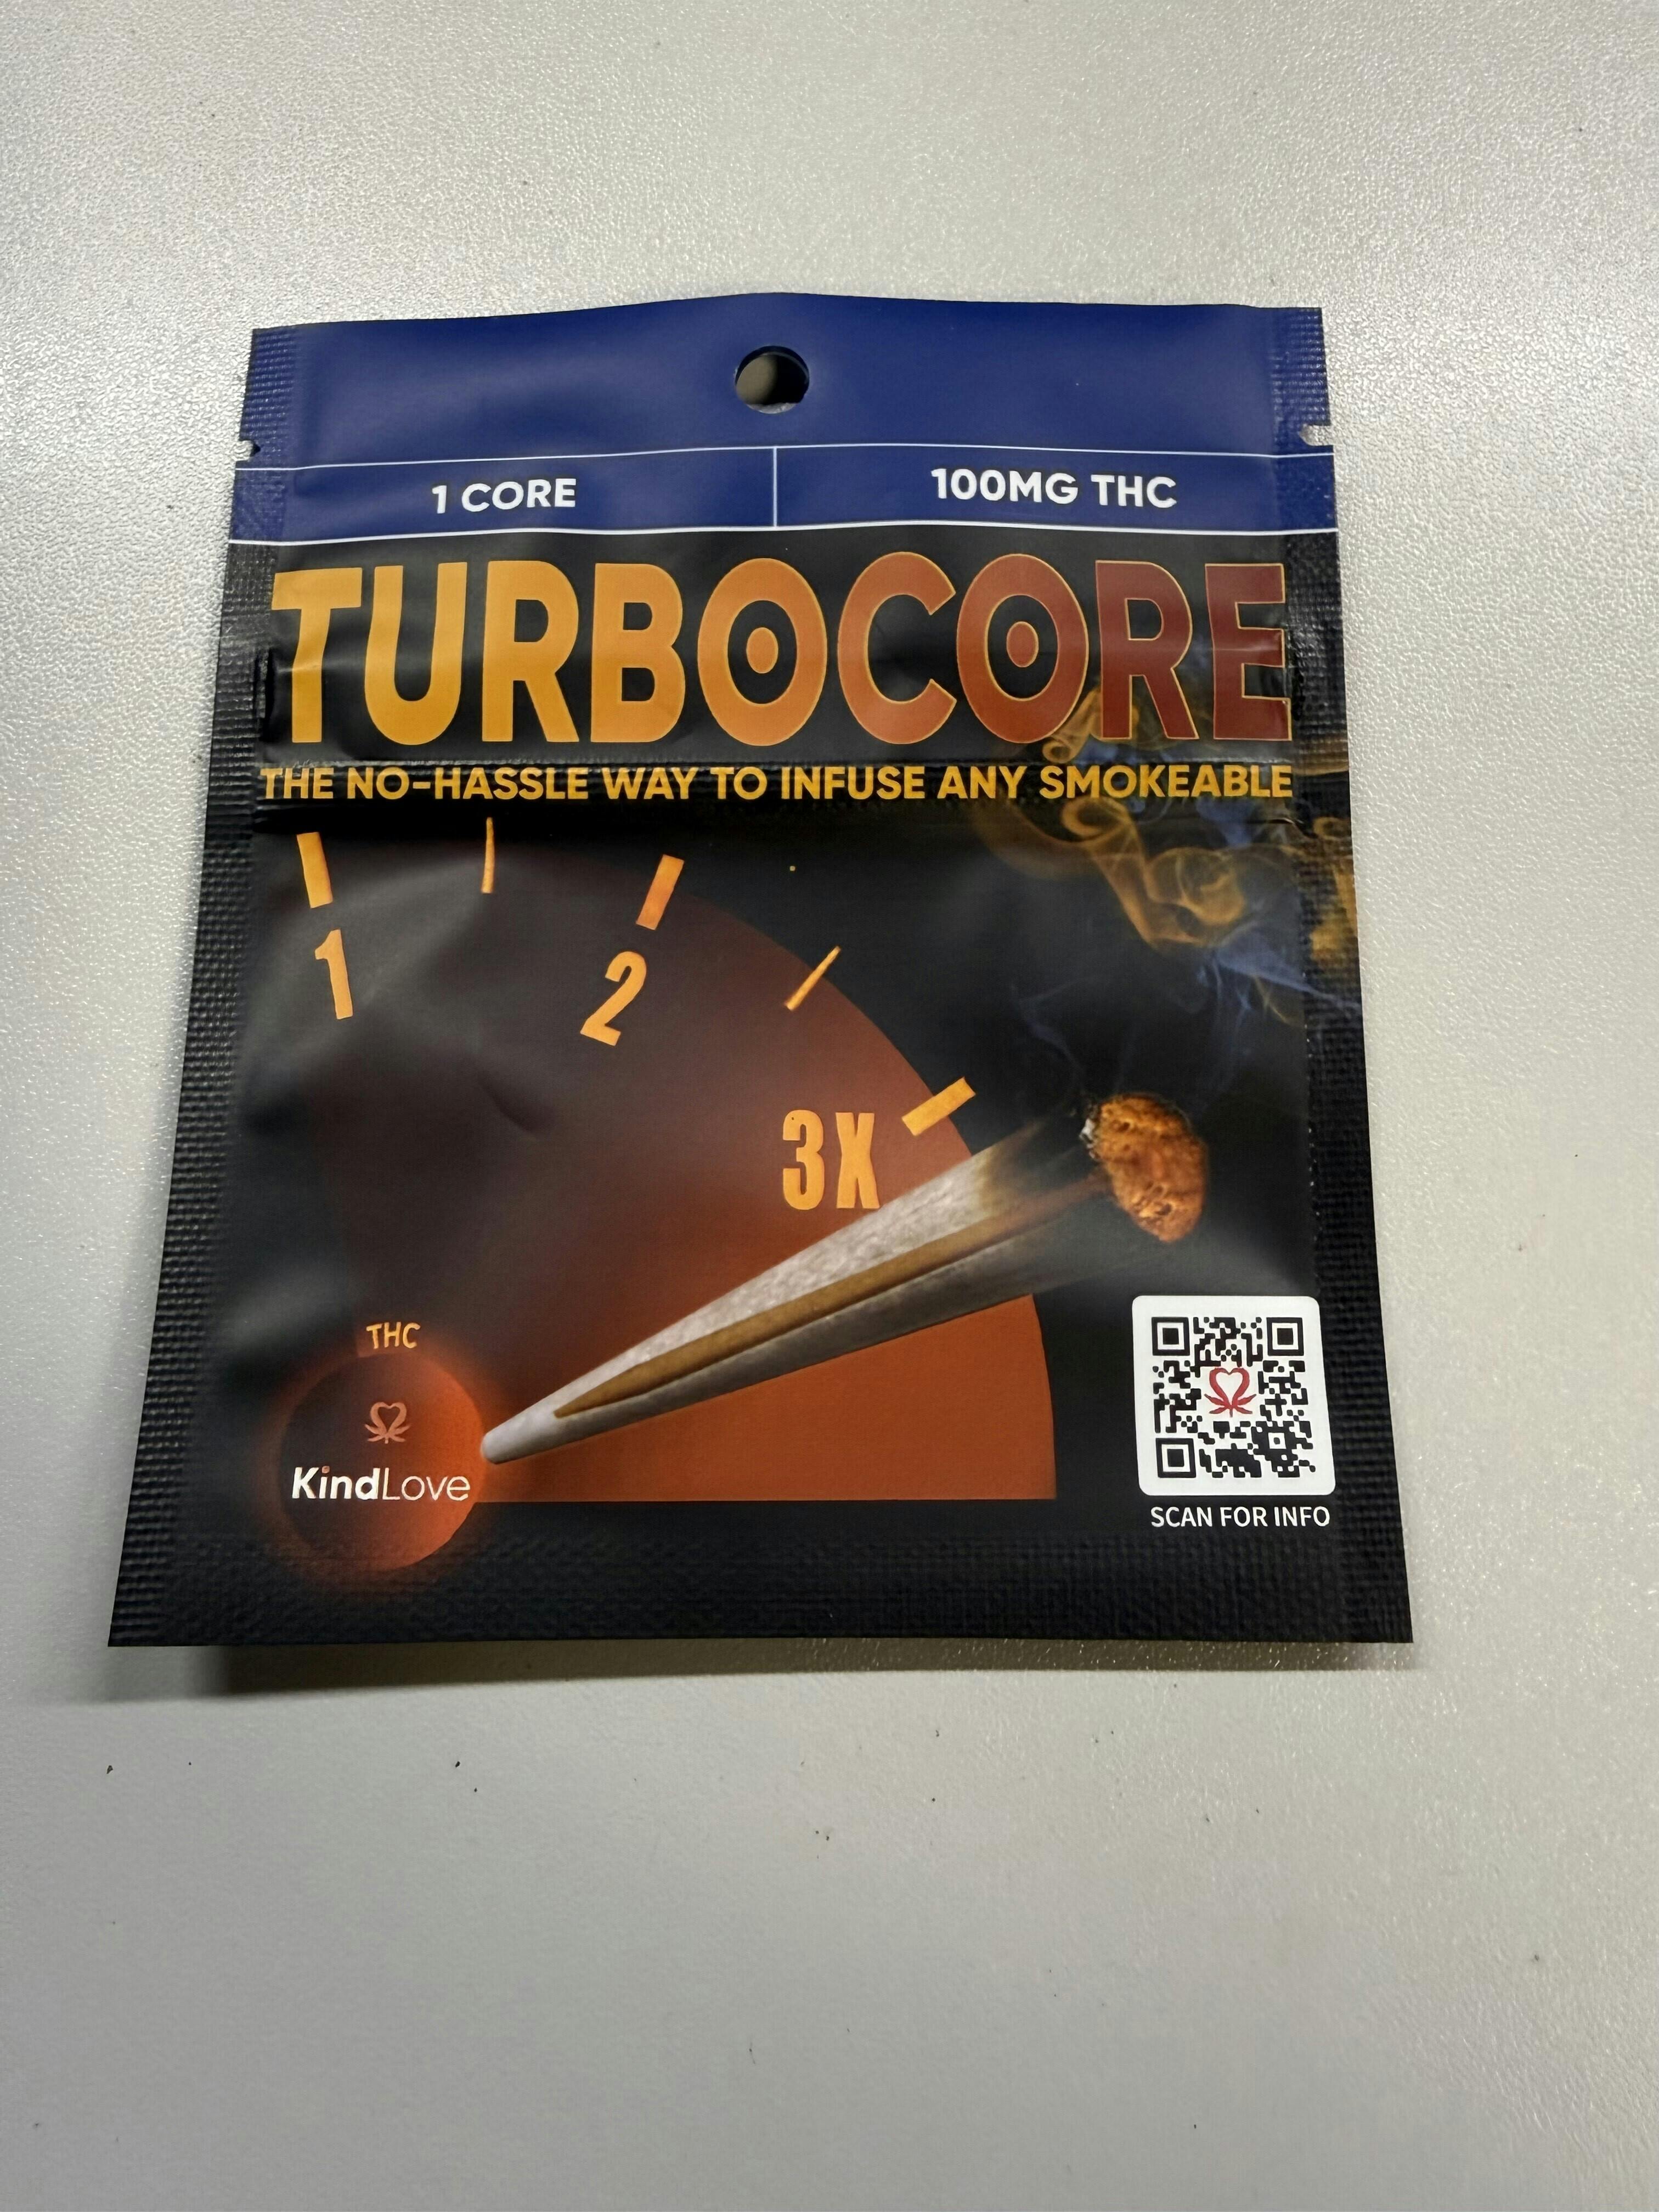 1 CORE
100MG THC
TURBOCORE
THE NO-HASSLE WAY TO INFUSE ANY SMOKEABLE
1
2
3X
THC
KindLove
SCAN FOR INFO